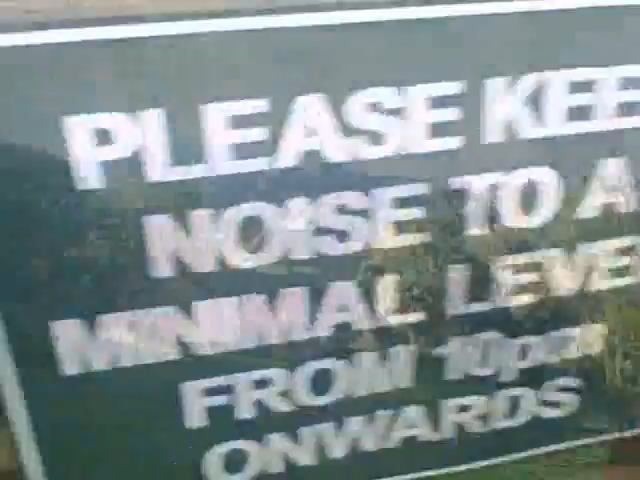 PLEASE KEE
NOISE TO A
MINIMAL LEVE
FROM 10pm
ONWARDS